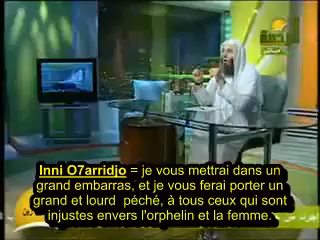 Inni O7arridjo = je vous mettrai dans un
grand embarras, et je vous ferai porter un
grand et lourd péché, à tous ceux qui sont
injustes envers l'orphelin et la femme.